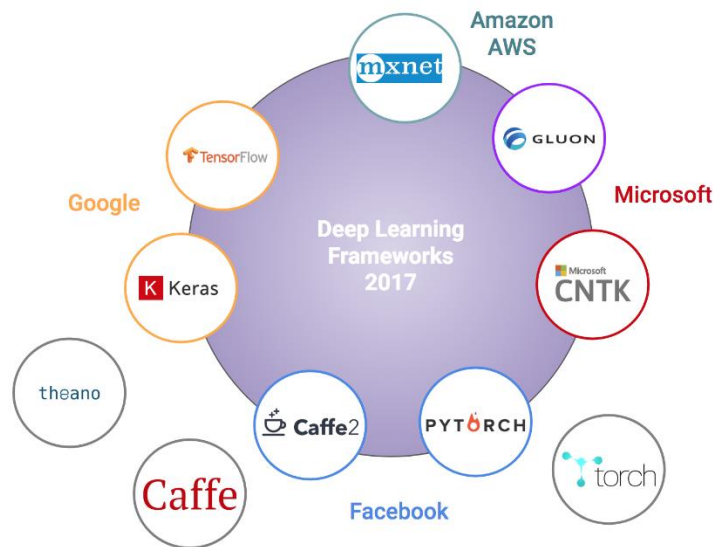 Amazon
AWS
mxnet
GLUON
TensorFlow
Google
Microsoft
Deep Learning
Frameworks
2017
K Keras
Microsoft
CNTK
theano
Caffe2
PYTORCH
Caffe
torch
Facebook